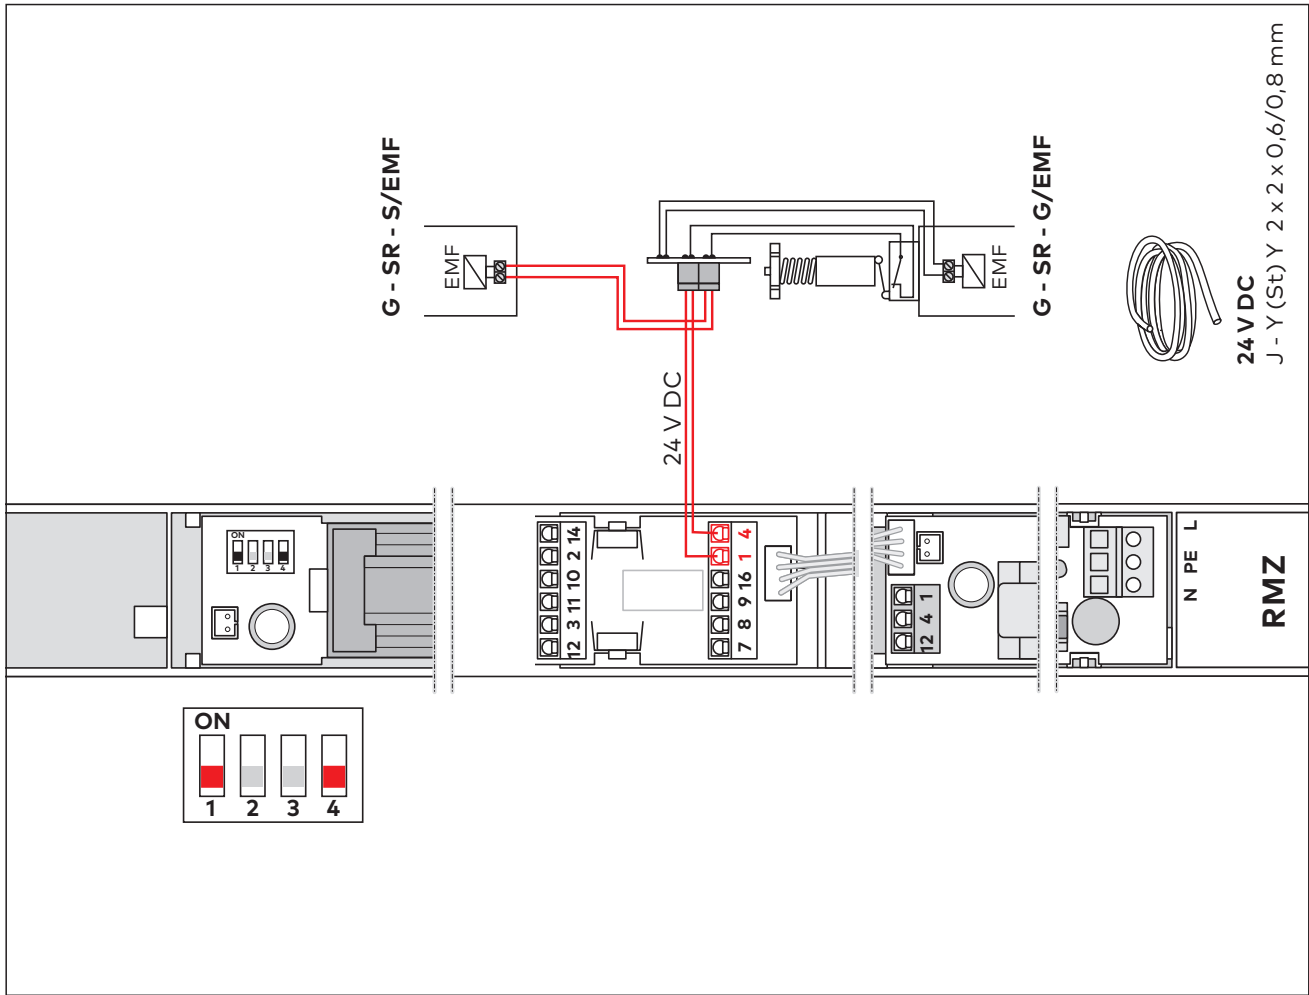 G - SR - S/EMF
EMF
G - SR - G/EMF
EMF
24 V DC
J - Y (St) Y 2 x 2 x 0,6/0,8 mm
24 V DC
ON
1 2 3 4
12 3 11 10 2 14
7 8 9 16 1 4
12 4 1
N PE L
RMZ
ON
1 2 3 4